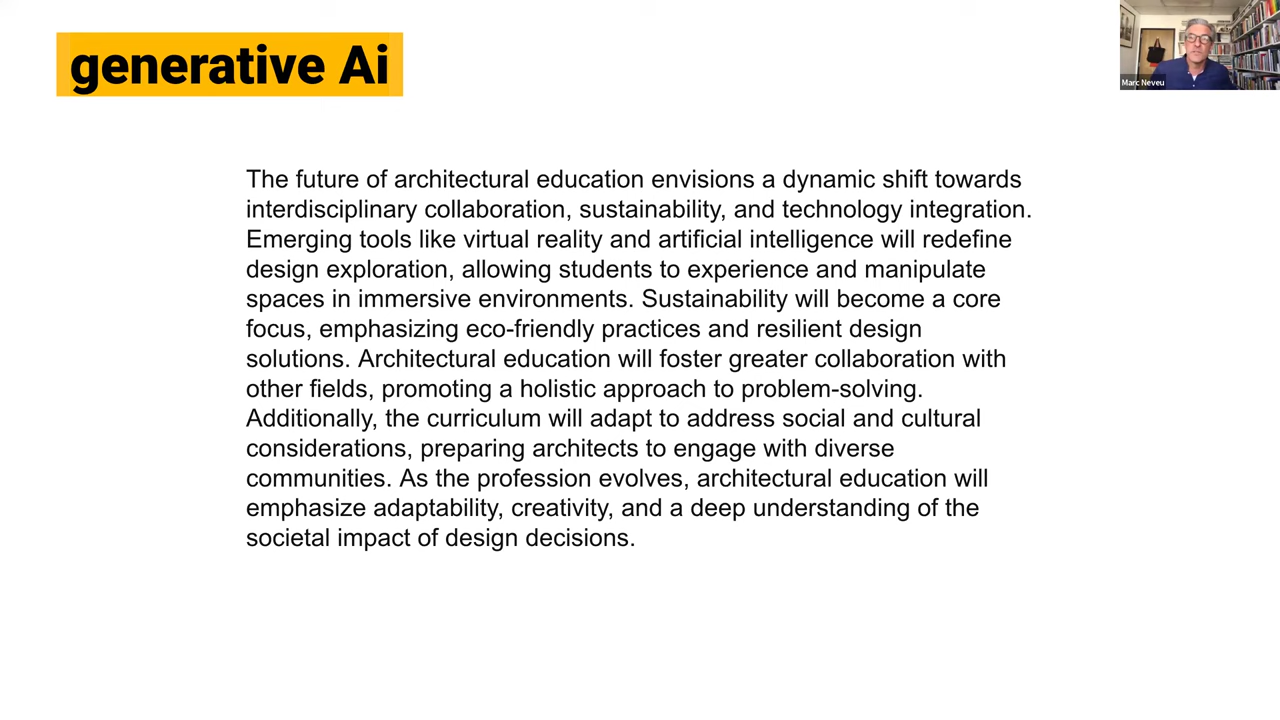 generative Ai
Marc Neveu
The future of architectural education envisions a dynamic shift towards
interdisciplinary collaboration, sustainability, and technology integration.
Emerging tools like virtual reality and artificial intelligence will redefine
design exploration, allowing students to experience and manipulate
spaces in immersive environments. Sustainability will become a core
focus, emphasizing eco-friendly practices and resilient design
solutions. Architectural education will foster greater collaboration with
other fields, promoting a holistic approach to problem-solving.
Additionally, the curriculum will adapt to address social and cultural
considerations, preparing architects to engage with diverse
communities. As the profession evolves, architectural education will
emphasize adaptability, creativity, and a deep understanding of the
societal impact of design decisions.